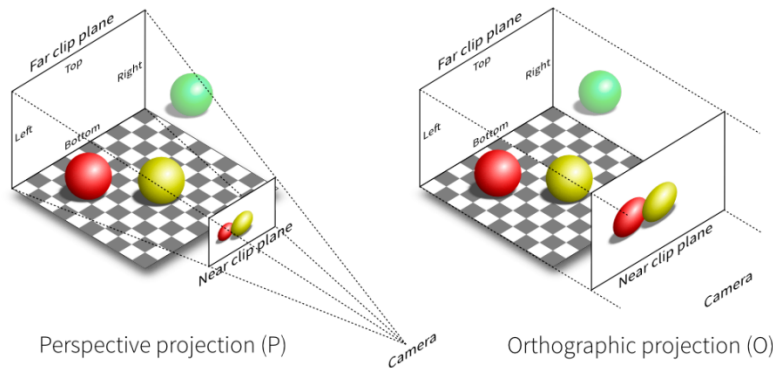 Far clip plane
Top
Right
Left
Bottom
Near clip plane
Camera
Perspective projection (P)
Far clip plane
Top
Right
Left
Bottom
Near clip plane
Camera
Orthographic projection (O)